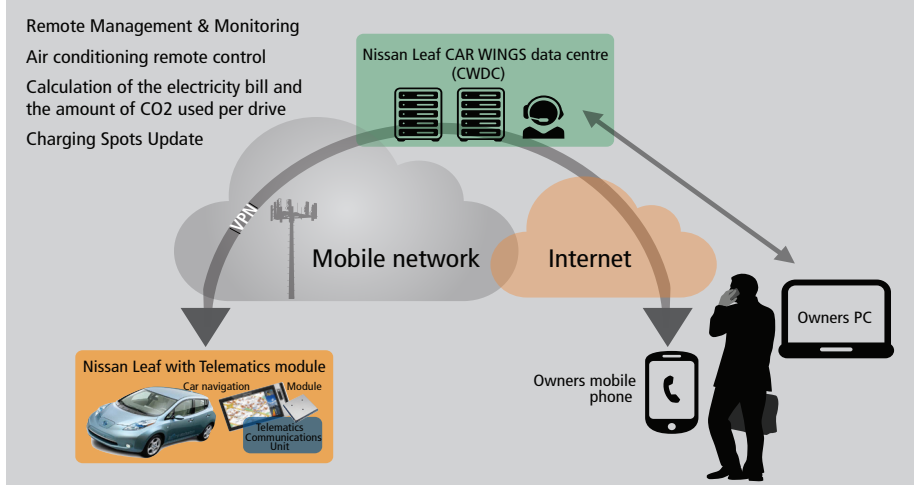 Remote Management & Monitoring
Air conditioning remote control
Calculation of the electricity bill and
the amount of CO2 used per drive
Charging Spots Update
Nissan Leaf CAR WINGS data centre
(CWDC)
VPN
Mobile network
Internet
Owners PC
Nissan Leaf with Telematics module
Car navigation
Module
Telematics
Communications
Unit
Owners mobile
phone